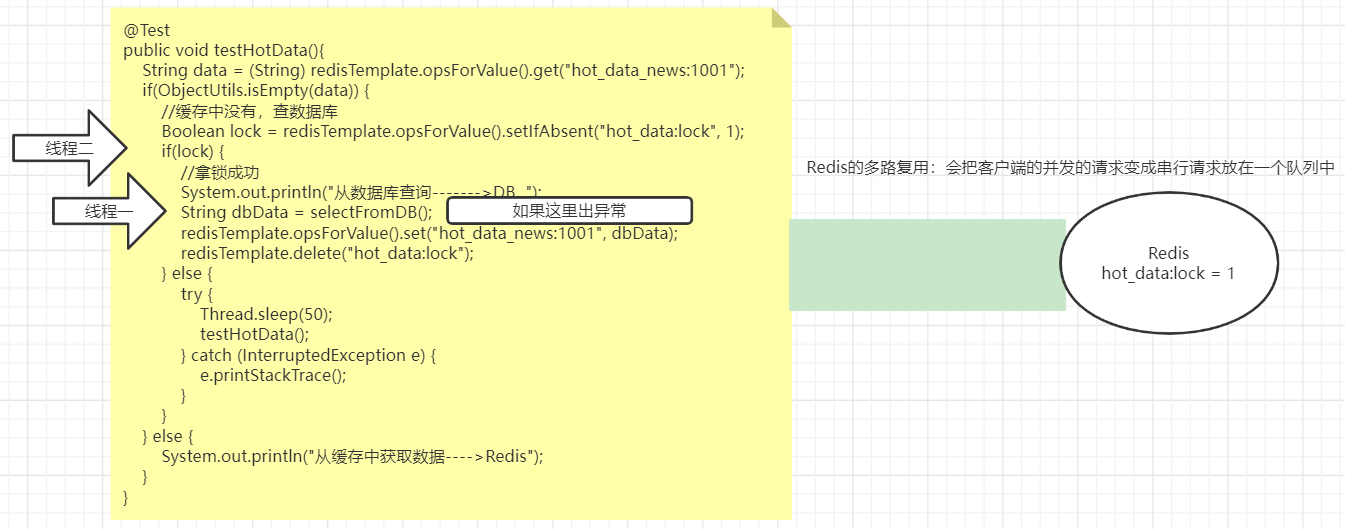 @Test
public void testHotData(){
String data = (String) redisTemplate.opsForValue().get("hot_data_news:1001");
if(ObjectUtils.isEmpty(data)) {
//缓存中没有，查数据库
Boolean lock = redisTemplate.opsForValue().setIfAbsent("hot_data:lock", 1);
线程二
if(lock) {
//拿锁成功
System.out.println("从数据库查询------->DB ");
线程一
String dbData = selectFromDB();
如果这里出异常
redisTemplate.opsForValue().set("hot_data_news:1001", dbData);
redisTemplate.delete("hot_data:lock");
} else {
try {
Thread.sleep(50);
testHotData();
} catch (InterruptedException e) {
e.printStackTrace();
}
}
} else {
System.out.println("从缓存中获取数据---->Redis");
}
}
Redis的多路复用：会把客户端的并发的请求变成串行请求放在一个队列中
Redis
hot_data:lock = 1